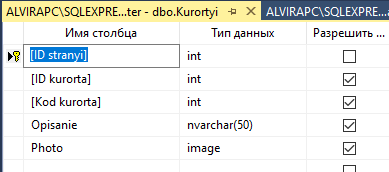 ALVIRAPC\SQLEXPRE...ter - dbo.Kurortyi
ALVIRAPC\SQLEXPRE...
Имя столбца Тип данных Разрешить ...
[ID stranyi] int
[ID kurorta] int
[Kod kurorta] int
Opisanie nvarchar(50)
Photo image